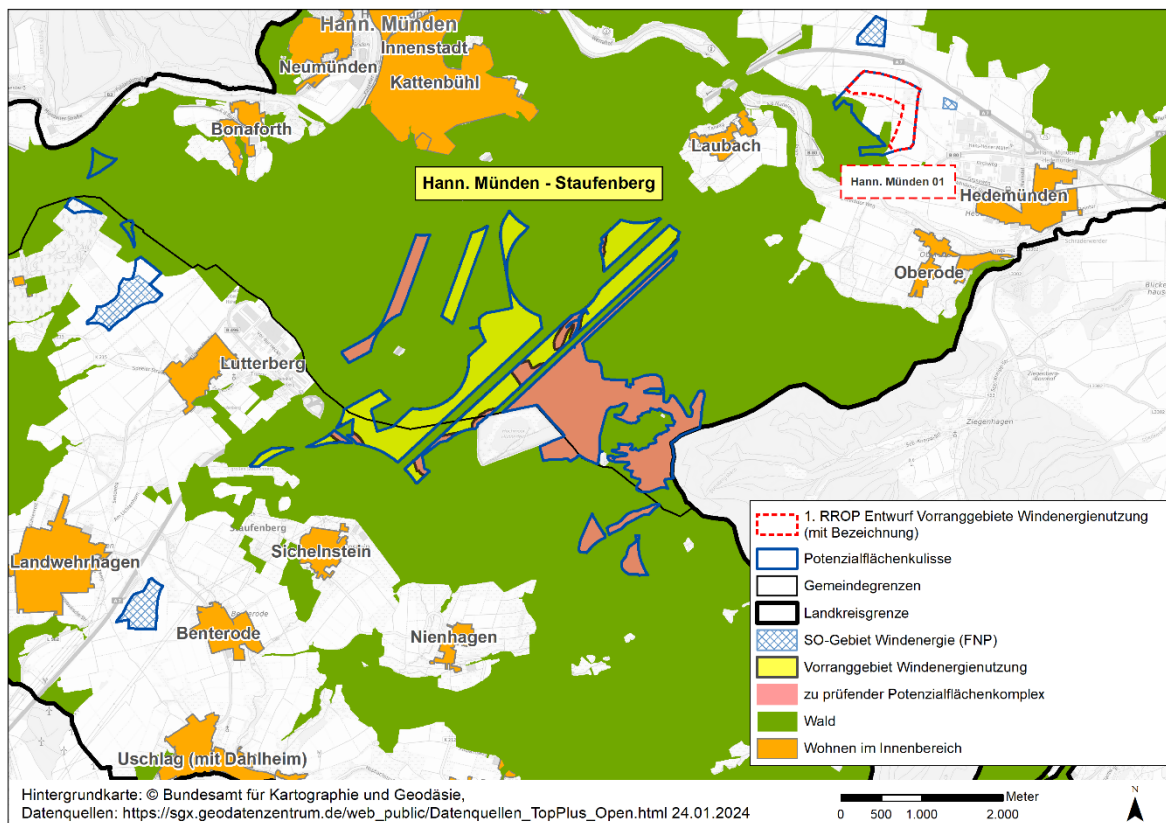 Hann. Münden
Innenstadt
Neumünden
Kattenbühl
Bonaforth
Laubach
Hann. Münden - Staufenberg
Hann. Münden 01
Hedemünden
Oberode
Lutterberg
Ziegenhagen
Staufenberg
Sichelnstein
Landwehrhagen
Benterode
Benterode
Nienhagen
Uschlag (mit Dahlheim)
1. RROP Entwurf Vorranggebiete Windenergienutzung
(mit Bezeichnung)
Potenzialflächenkulisse
Gemeindegrenzen
Landkreisgrenze
SO-Gebiet Windenergie (FNP)
Vorranggebiet Windenergienutzung
zu prüfender Potenzialflächenkomplex
Wald
Wohnen im Innenbereich
Hintergrundkarte: © Bundesamt für Kartographie und Geodäsie,
Datenquellen: https://sgx.geodatenzentrum.de/web_public/Datenquellen_TopPlus_Open.html 24.01.2024
Meter
0 500 1.000 2.000
N